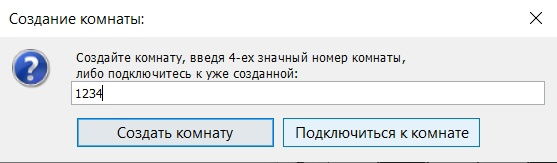 Создание комнаты:
Создайте комнату, введя 4-ех значный номер комнаты,
либо подключитесь к уже созданной:
1234
Создать комнату
Подключиться к комнате